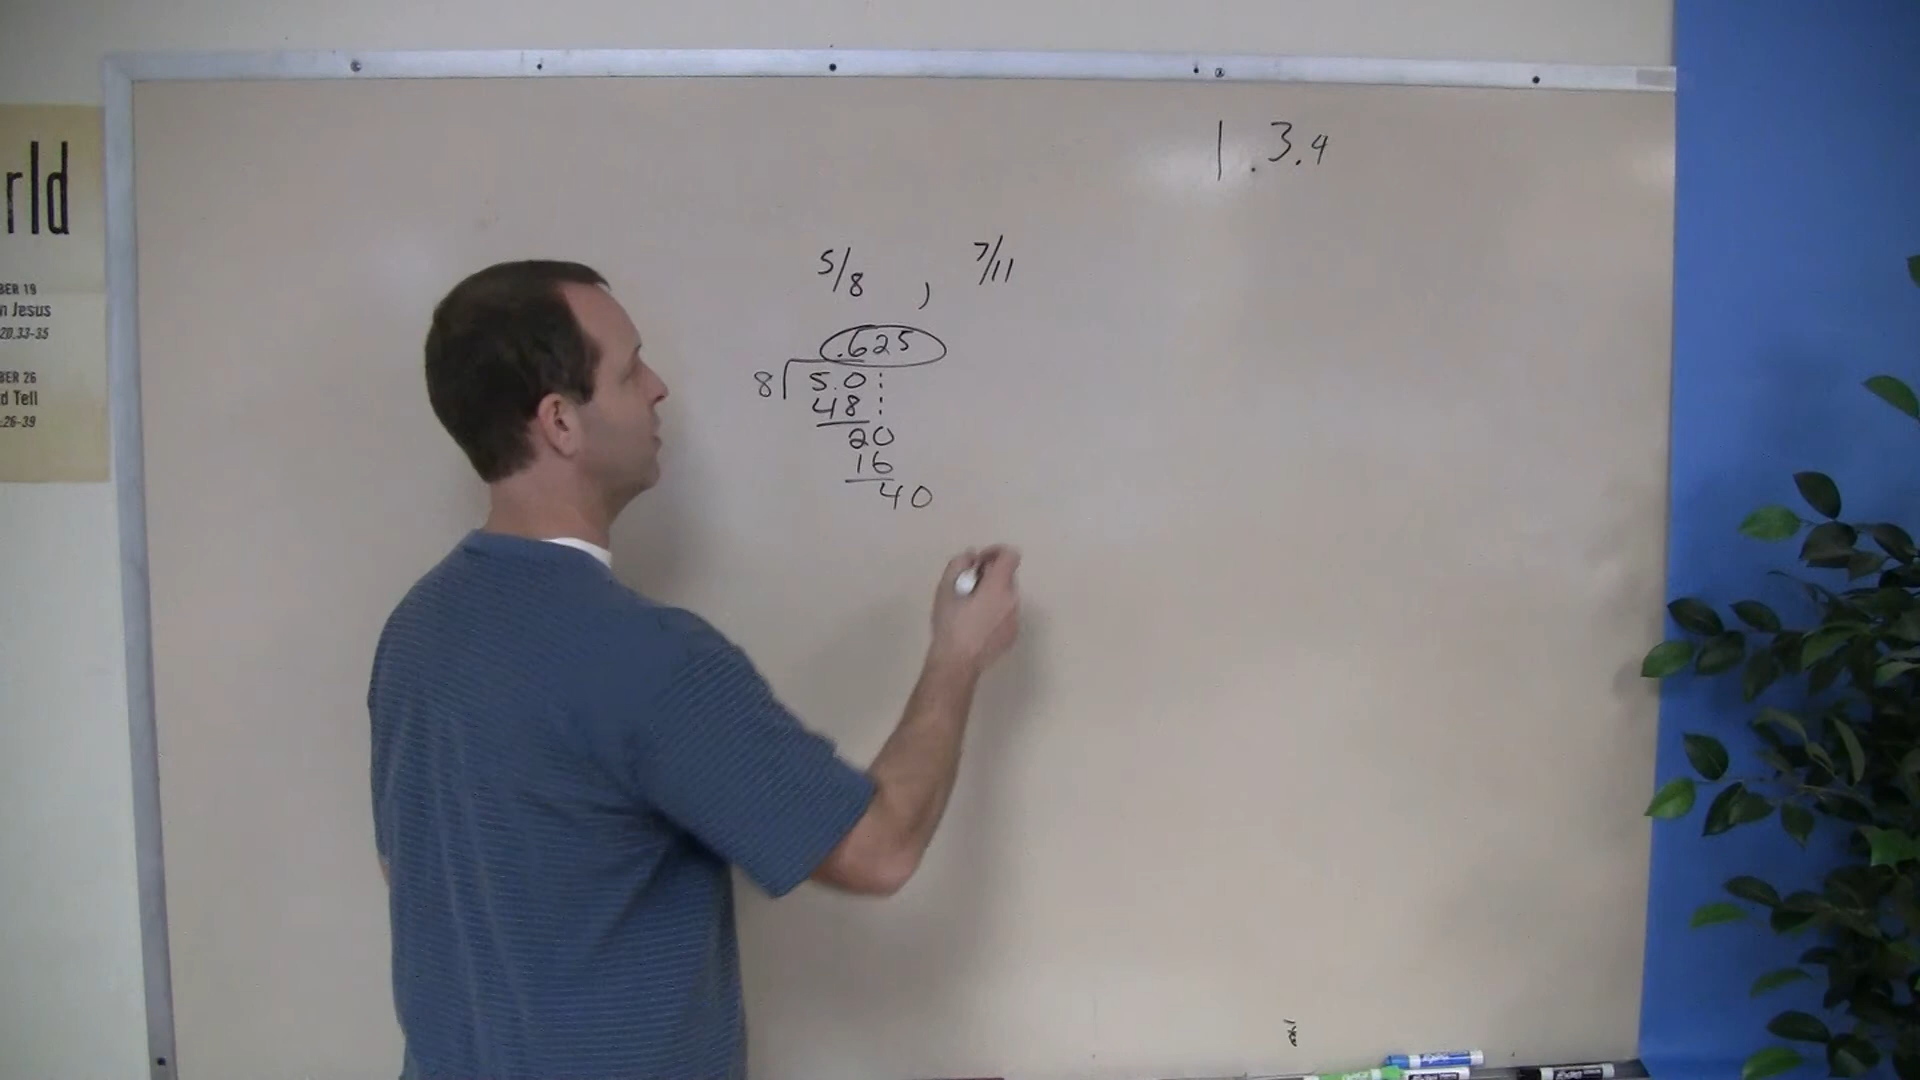 1.3.4
rld
BER 19
n Jesus
20.33-35
BER 26
d Tell
.26-39
5/8 , 7/11
.625
8 5.0
48
20
16
40